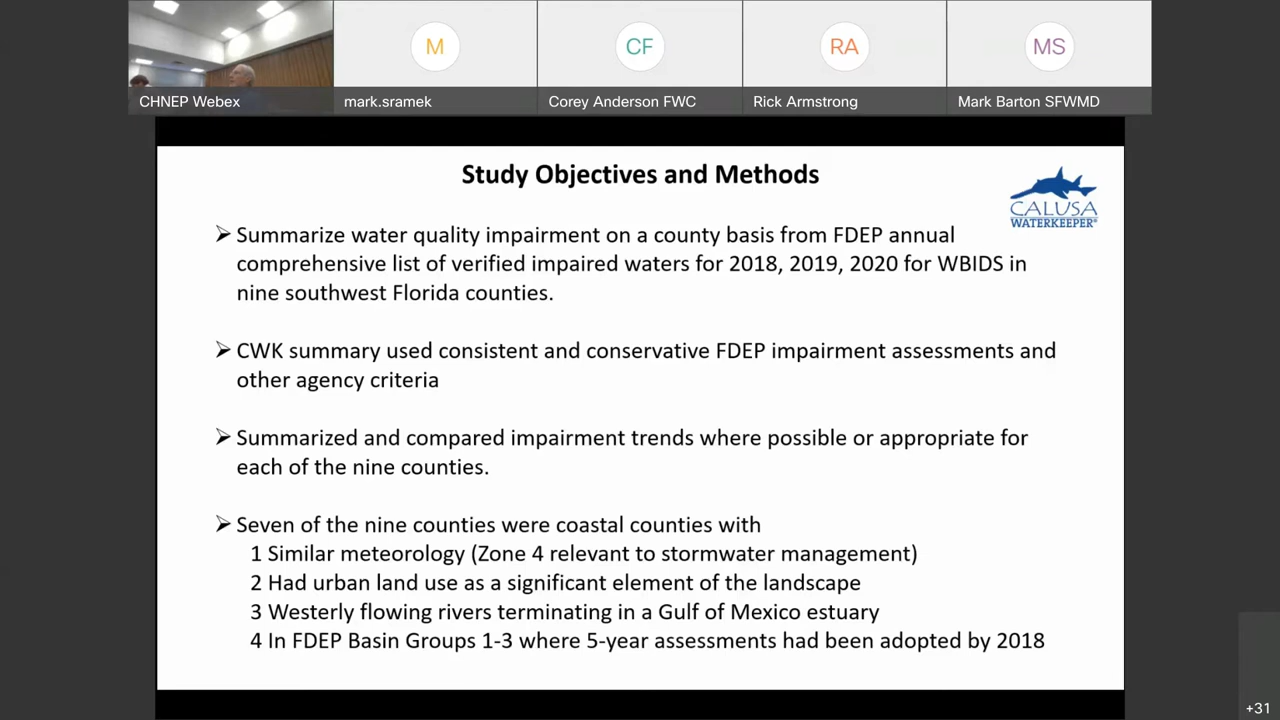 M
CF
RA
MS
CHNEP Webex
mark.sramek
Corey Anderson FWC
Rick Armstrong
Mark Barton SFWMD
Study Objectives and Methods
CALUSA
WATERKEEPER®
➢ Summarize water quality impairment on a county basis from FDEP annual
comprehensive list of verified impaired waters for 2018, 2019, 2020 for WBIDS in
nine southwest Florida counties.
➢ CWK summary used consistent and conservative FDEP impairment assessments and
other agency criteria
➢ Summarized and compared impairment trends where possible or appropriate for
each of the nine counties.
➢ Seven of the nine counties were coastal counties with
1 Similar meteorology (Zone 4 relevant to stormwater management)
2 Had urban land use as a significant element of the landscape
3 Westerly flowing rivers terminating in a Gulf of Mexico estuary
4 In FDEP Basin Groups 1-3 where 5-year assessments had been adopted by 2018
+31